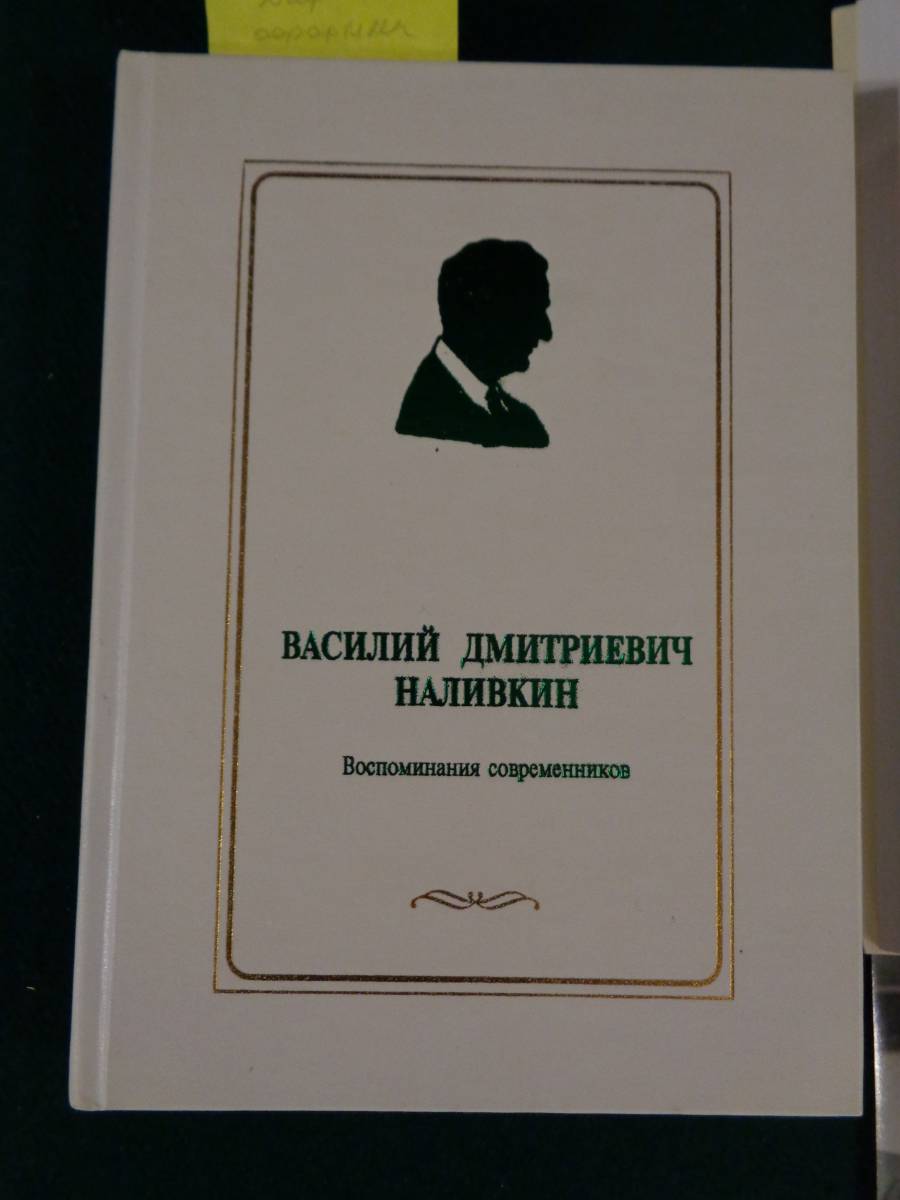 ВАСИЛИЙ ДМИТРИЕВИЧ
НАЛИВКИН
Воспоминания современников